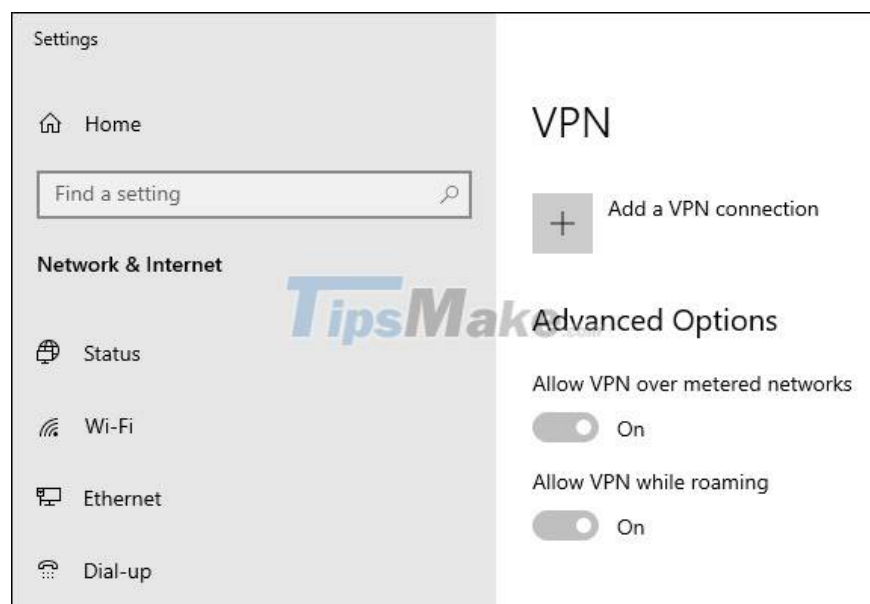 Settings
Home
Find a setting
Network & Internet
Status
Wi-Fi
Ethernet
Dial-up
VPN
Add a VPN connection
TipsMake.com
Advanced Options
Allow VPN over metered networks
On
Allow VPN while roaming
On